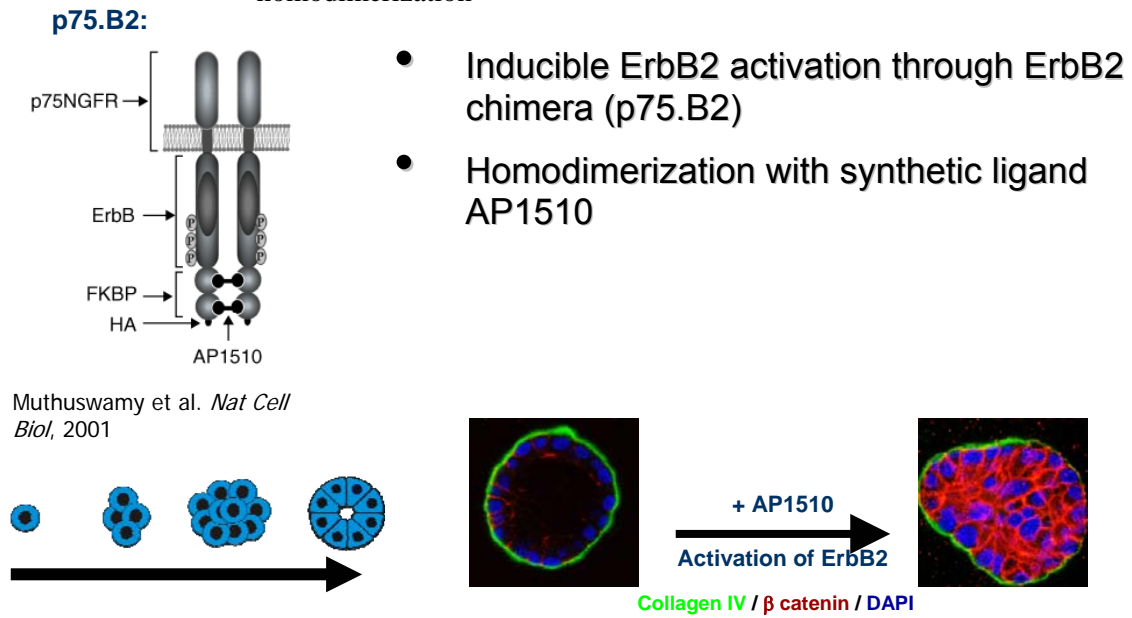 homodimerization
p75.B2:
p75NGFR
ErbB
P
P
P
P
P
P
FKBP
HA
AP1510
Muthuswamy et al. Nat Cell
Biol, 2001
• Inducible ErbB2 activation through ErbB2
chimera (p75.B2)
• Homodimerization with synthetic ligand
AP1510
+ AP1510
Activation of ErbB2
Collagen IV / β catenin / DAPI